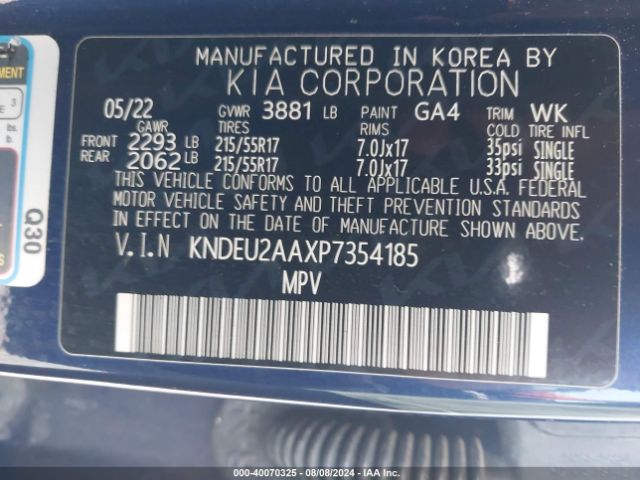 MENT
E 3
lbs.
b.
Q30
MANUFACTURED IN KOREA BY
KIA CORPORATION
05/22 GVWR 3881 LB PAINT GA4 TRIM WK
GAWR TIRES RIMS COLD TIRE INFL
FRONT 2293 LB 215/55R17 7.0Jx17 35psi SINGLE
REAR 2062 LB 215/55R17 7.0Jx17 33psi SINGLE
THIS VEHICLE CONFORMS TO ALL APPLICABLE U.S.A. FEDERAL
MOTOR VEHICLE SAFETY AND THEFT PREVENTION STANDARDS
IN EFFECT ON THE DATE OF MANUFACTURE SHOWN ABOVE.
V.I.N KNDEU2AAXP7354185
MPV
000-40070325 - 08/08/2024 - IAA Inc.